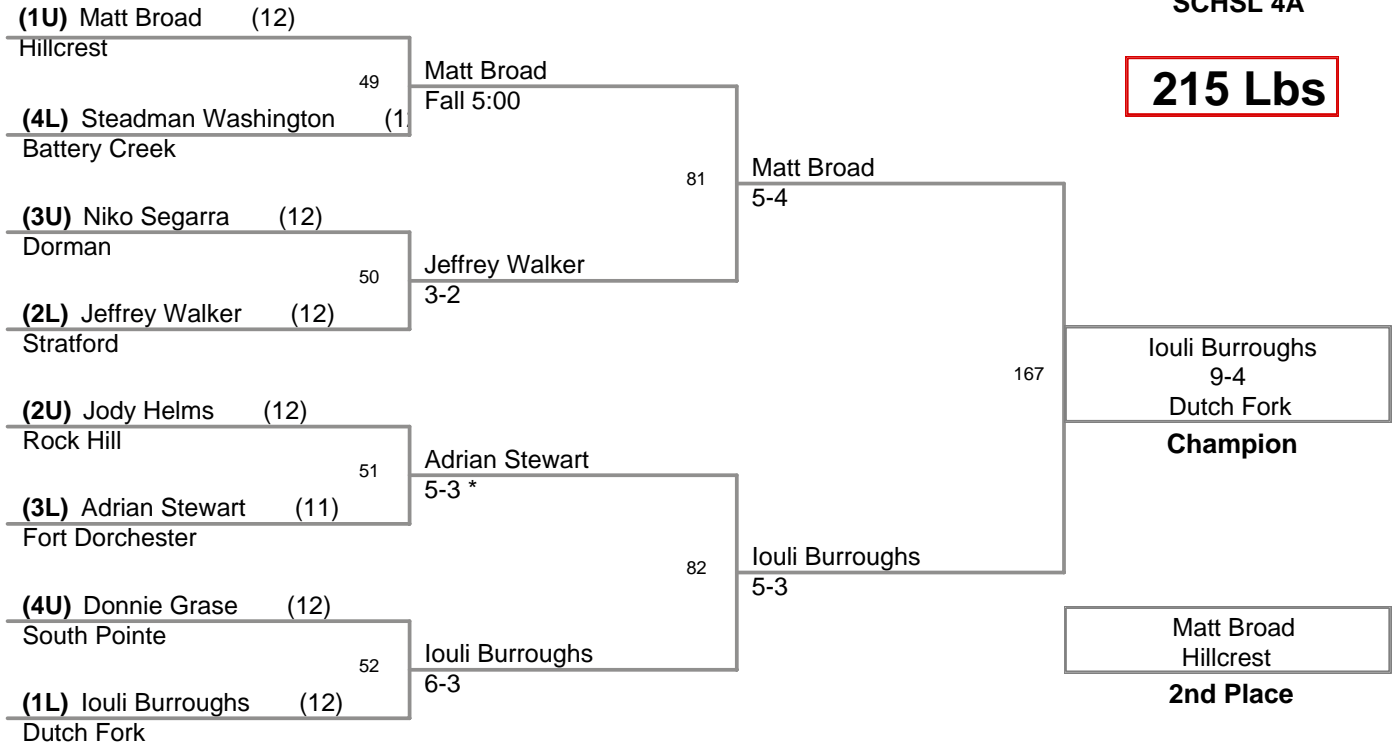 SCHSL 4A
215 Lbs
(1U) Matt Broad (12)
Hillcrest
49
(4L) Steadman Washington (12
Battery Creek
(3U) Niko Segarra (12)
Dorman
50
(2L) Jeffrey Walker (12)
Stratford
(2U) Jody Helms (12)
Rock Hill
51
(3L) Adrian Stewart (11)
Fort Dorchester
(4U) Donnie Grase (12)
South Pointe
52
(1L) Iouli Burroughs (12)
Dutch Fork
Matt Broad
Fall 5:00
81
Jeffrey Walker
3-2
Adrian Stewart
5-3 *
82
Iouli Burroughs
6-3
Matt Broad
5-4
167
Iouli Burroughs
5-3
Iouli Burroughs
9-4
Dutch Fork
Champion
Matt Broad
Hillcrest
2nd Place